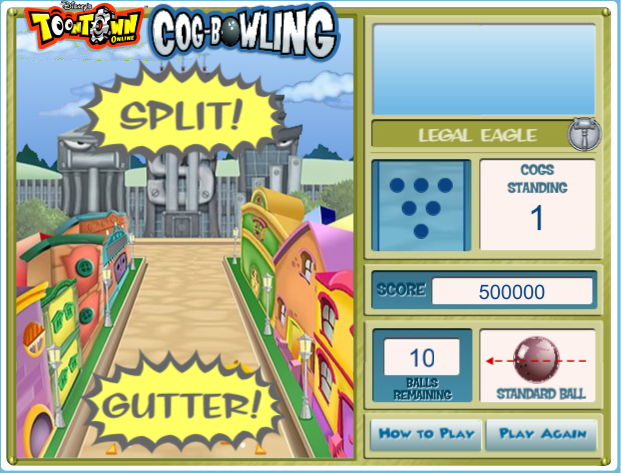 Disney's
TOONTOWN
ONLINE
COG-BOWLING
SPLIT!
LEGAL EAGLE
COGS
STANDING
1
SCORE 500000
10
BALLS
REMAINING
STANDARD BALL
GUTTER!
HOW TO PLAY
PLAY AGAIN